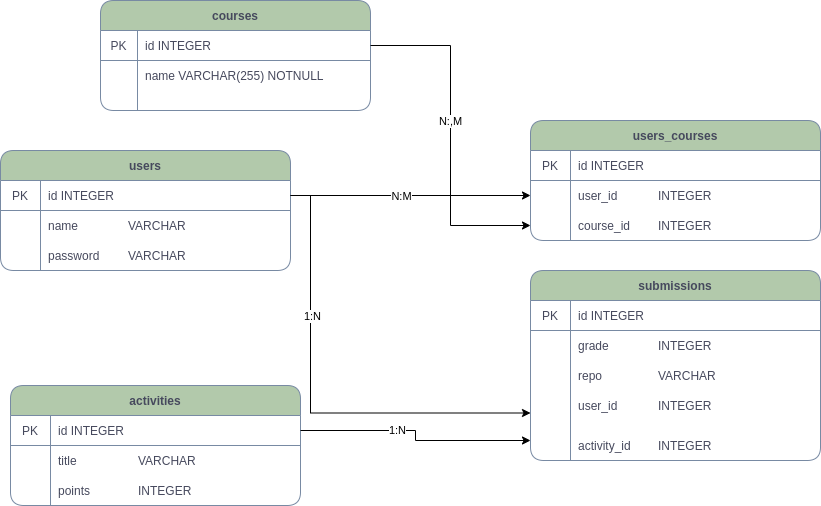 courses
PK id INTEGER
name VARCHAR(255) NOTNULL
N:,M
users_courses
PK id INTEGER
user_id INTEGER
course_id INTEGER
users
PK id INTEGER
name VARCHAR
password VARCHAR
N:M
submissions
PK id INTEGER
grade INTEGER
repo VARCHAR
user_id INTEGER
activity_id INTEGER
1:N
activities
PK id INTEGER
title VARCHAR
points INTEGER
1:N